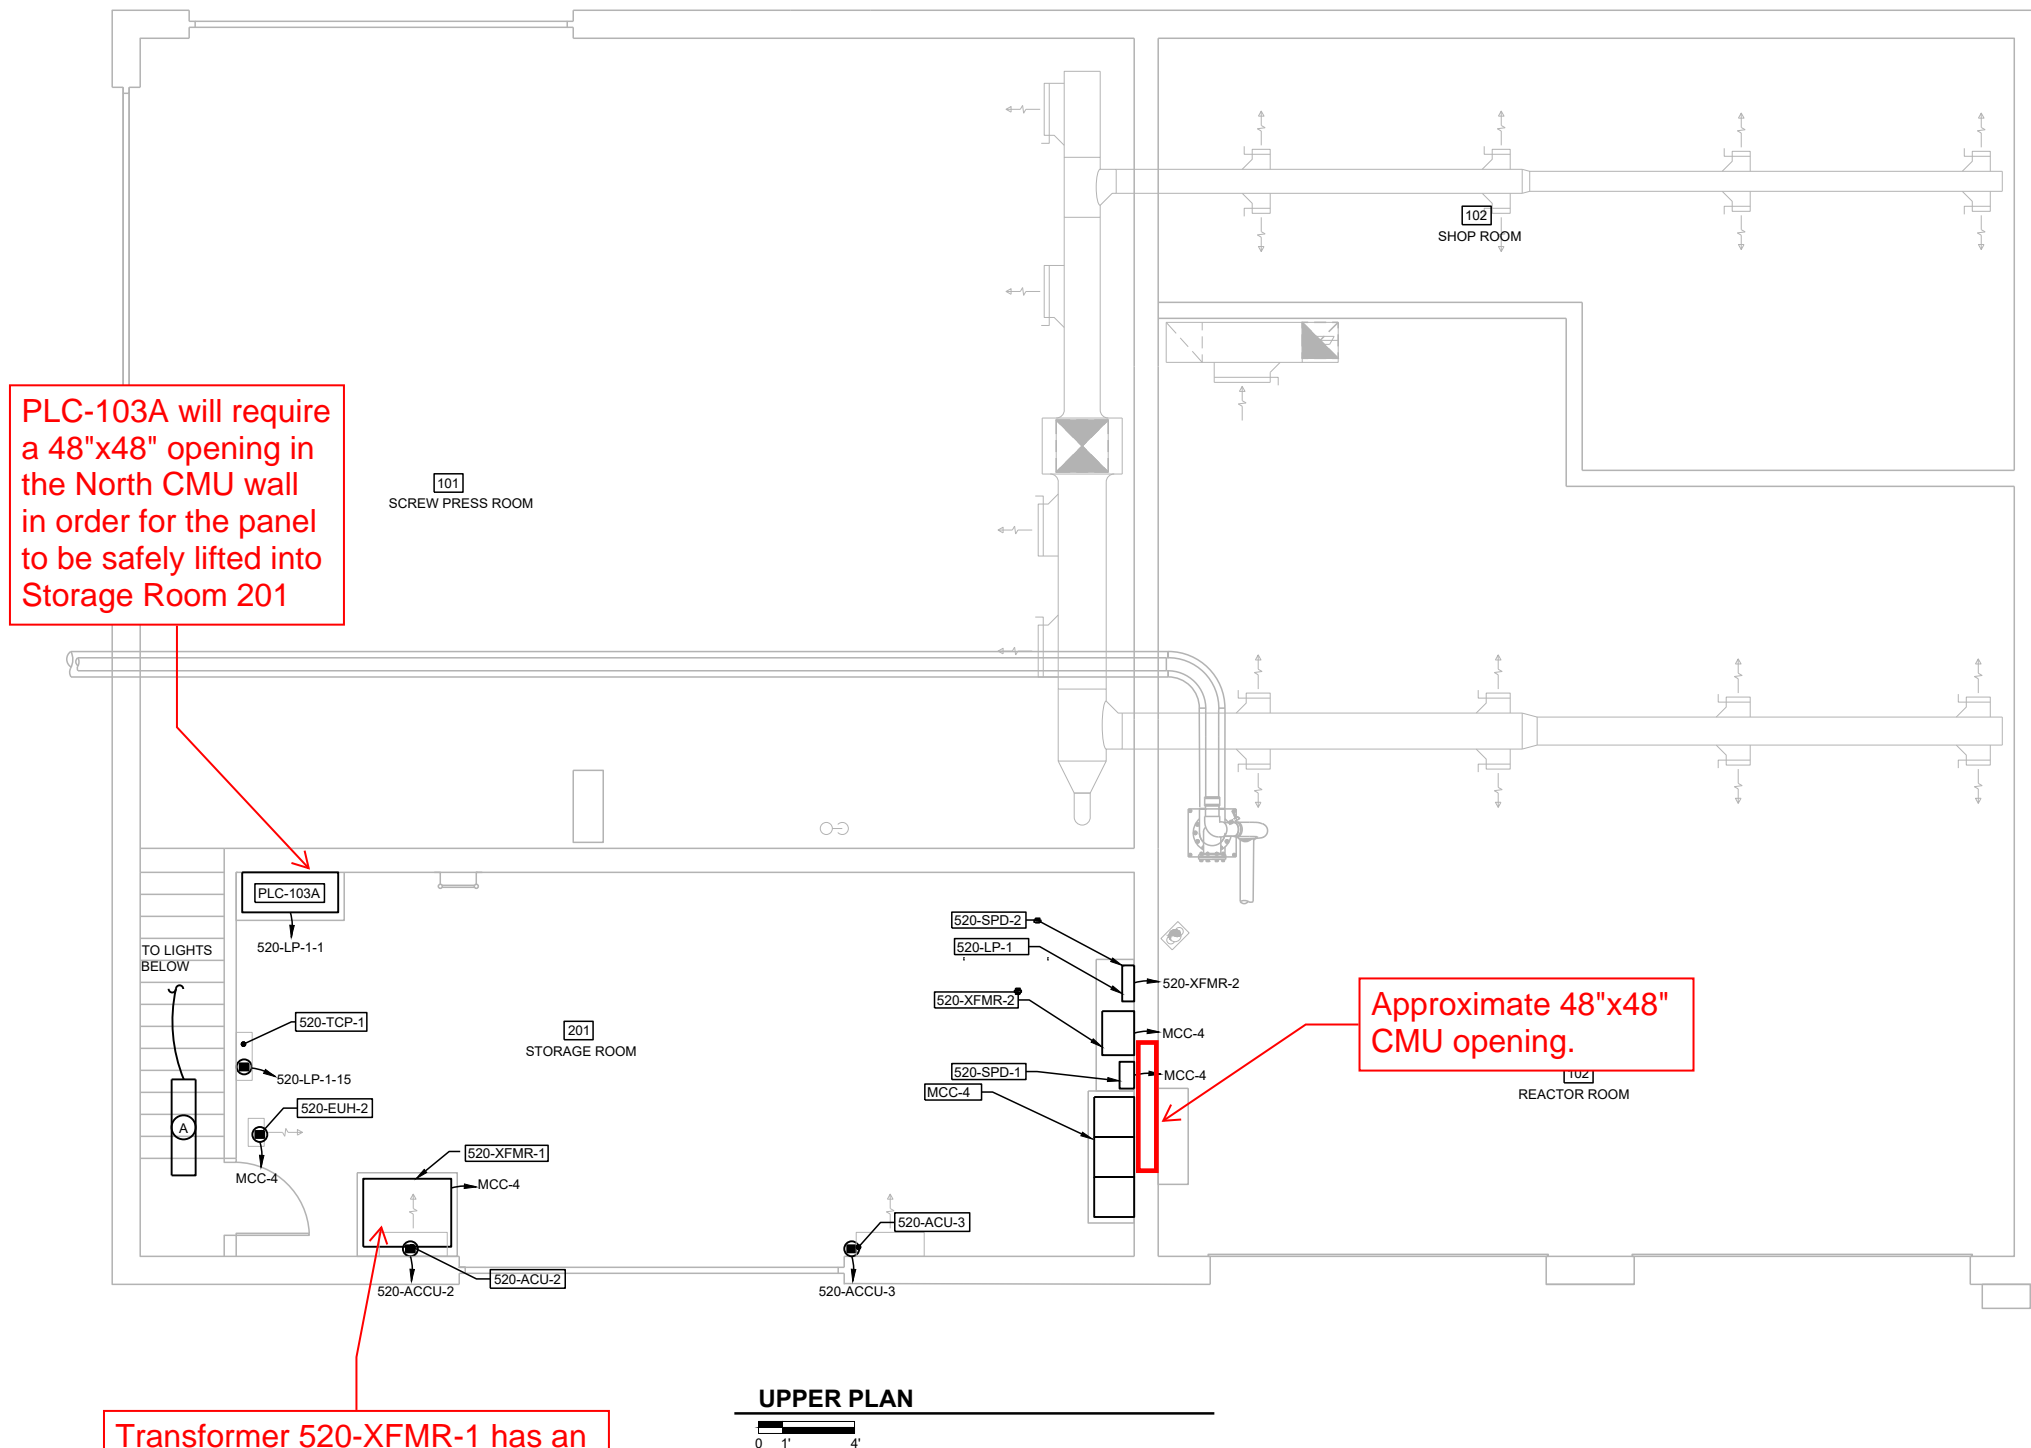 102
SHOP ROOM
PLC-103A will require
a 48"x48" opening in
the North CMU wall
in order for the panel
to be safely lifted into
Storage Room 201
101
SCREW PRESS ROOM
PLC-103A
520-LP-1-1
TO LIGHTS
BELOW
520-SPD-2
520-LP-1
520-XFMR-2
520-XFMR-2
Approximate 48"x48"
CMU opening.
520-TCP-1
201
STORAGE ROOM
MCC-4
520-SPD-1
MCC-4
520-LP-1-15
MCC-4
102
REACTOR ROOM
520-EUH-2
A
520-XFMR-1
MCC-4
MCC-4
520-ACU-3
520-ACU-2
520-ACCU-2
520-ACCU-3
UPPER PLAN
0 1' 4'
Transformer 520-XFMR-1 has an